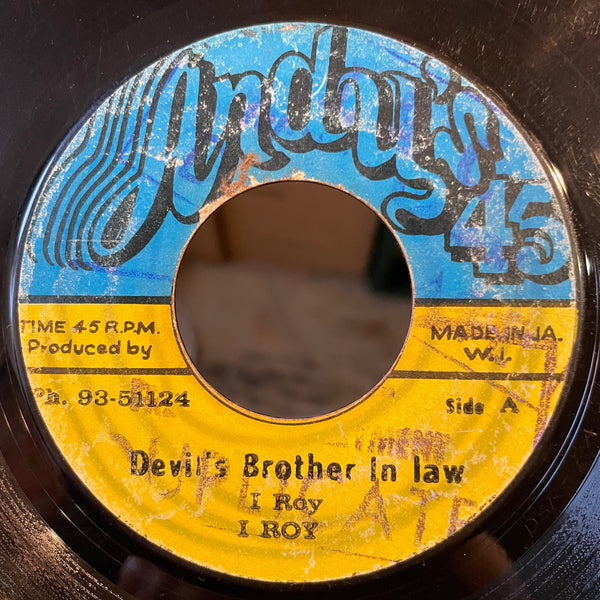 Andy's
45
TIME 45 R.P.M.
Produced by
MADE IN JA.
W.I.
Ph. 93-51124
Side A
Devil's Brother In law
I Roy
I ROY